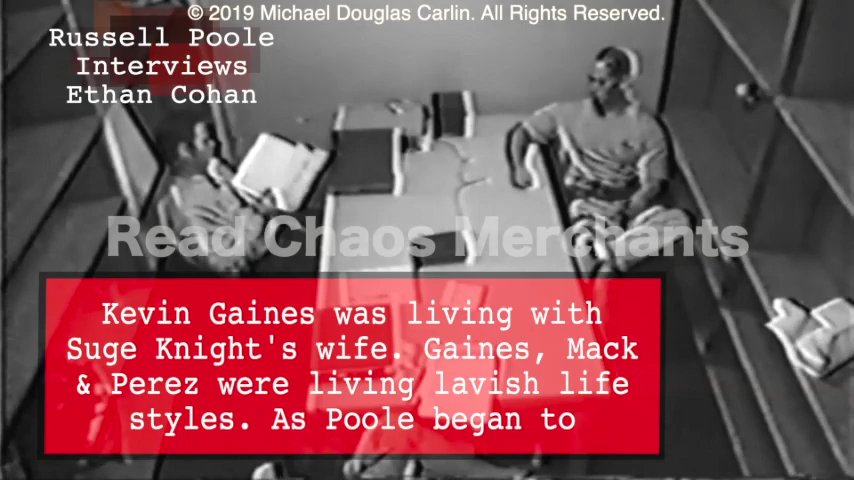 © 2019 Michael Douglas Carlin. All Rights Reserved.
Russell Poole
Interviews
Ethan Cohan
Read Chaos Merchants
Kevin Gaines was living with
Suge Knight's wife. Gaines, Mack
& Perez were living lavish life
styles. As Poole began to